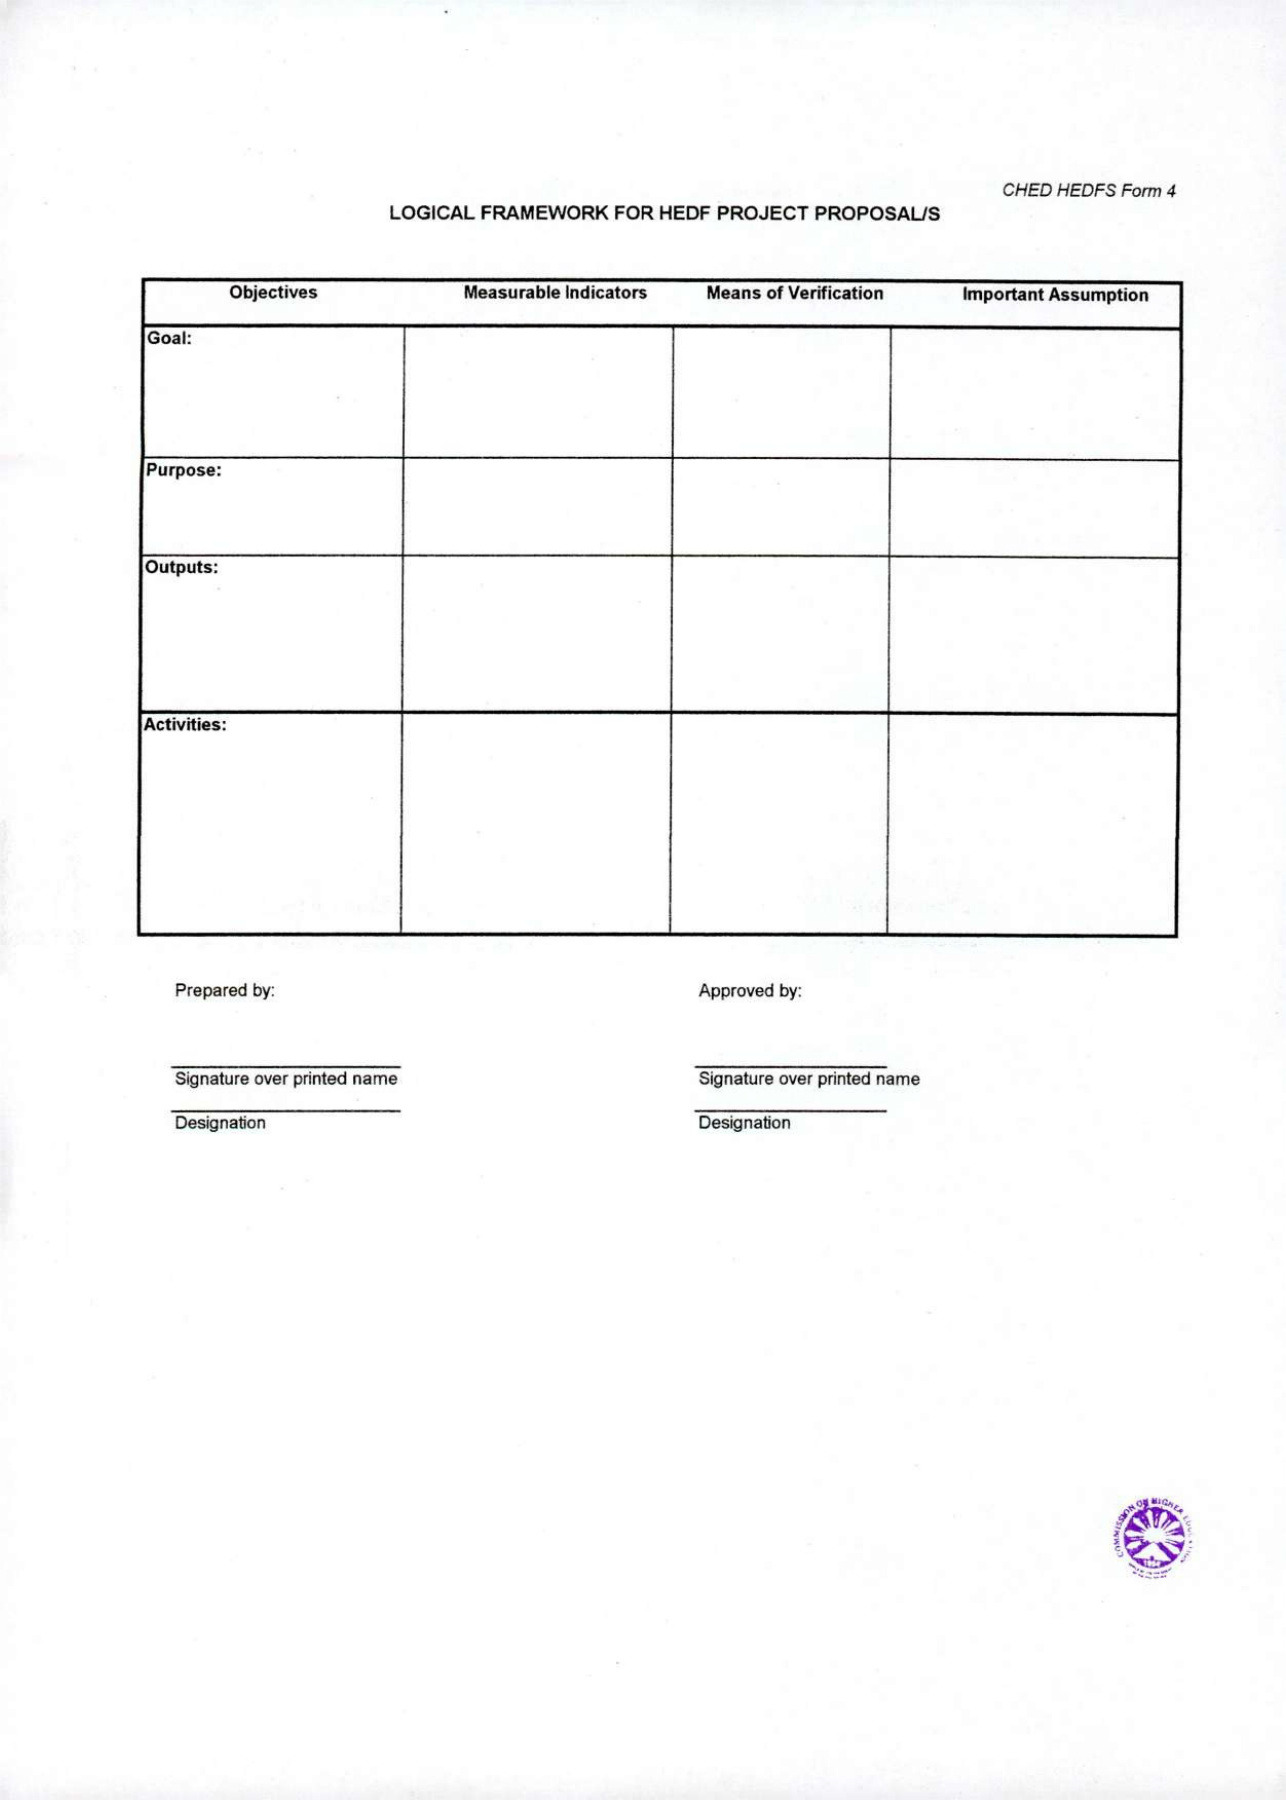 CHED HEDFS Form 4
LOGICAL FRAMEWORK FOR HEDF PROJECT PROPOSAL/S
Objectives Measurable Indicators Means of Verification Important Assumption
Goal:
Purpose:
Outputs:
Activities:
Prepared by: Approved by:
Signature over printed name Signature over printed name
Designation Designation
COMMISSION ON HIGHER